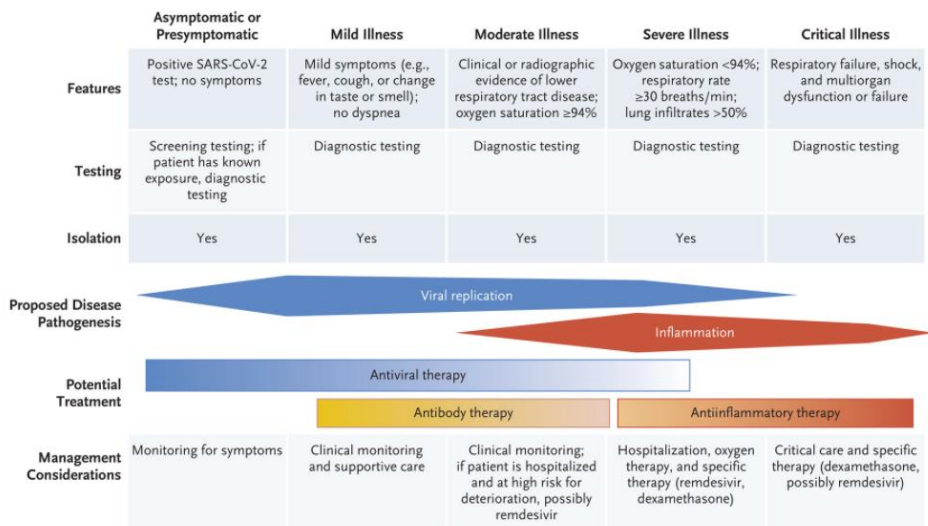 Asymptomatic or
Presymptomatic
Mild Illness
Moderate Illness
Severe Illness
Critical Illness
Features
Positive SARS-CoV-2
test; no symptoms
Mild symptoms (e.g.,
fever, cough, or change
in taste or smell);
no dyspnea
Clinical or radiographic
evidence of lower
respiratory tract disease;
oxygen saturation ≥94%
Oxygen saturation <94%;
respiratory rate
≥30 breaths/min;
lung infiltrates >50%
Respiratory failure, shock,
and multiorgan
dysfunction or failure
Testing
Screening testing; if
patient has known
exposure, diagnostic
testing
Diagnostic testing
Diagnostic testing
Diagnostic testing
Diagnostic testing
Isolation
Yes
Yes
Yes
Yes
Yes
Proposed Disease
Pathogenesis
Viral replication
Inflammation
Potential
Treatment
Antiviral therapy
Antibody therapy
Antiinflammatory therapy
Management
Considerations
Monitoring for symptoms
Clinical monitoring
and supportive care
Clinical monitoring;
if patient is hospitalized
and at high risk for
deterioration, possibly
remdesivir
Hospitalization, oxygen
therapy, and specific
therapy (remdesivir,
dexamethasone)
Critical care and specific
therapy (dexamethasone,
possibly remdesivir)